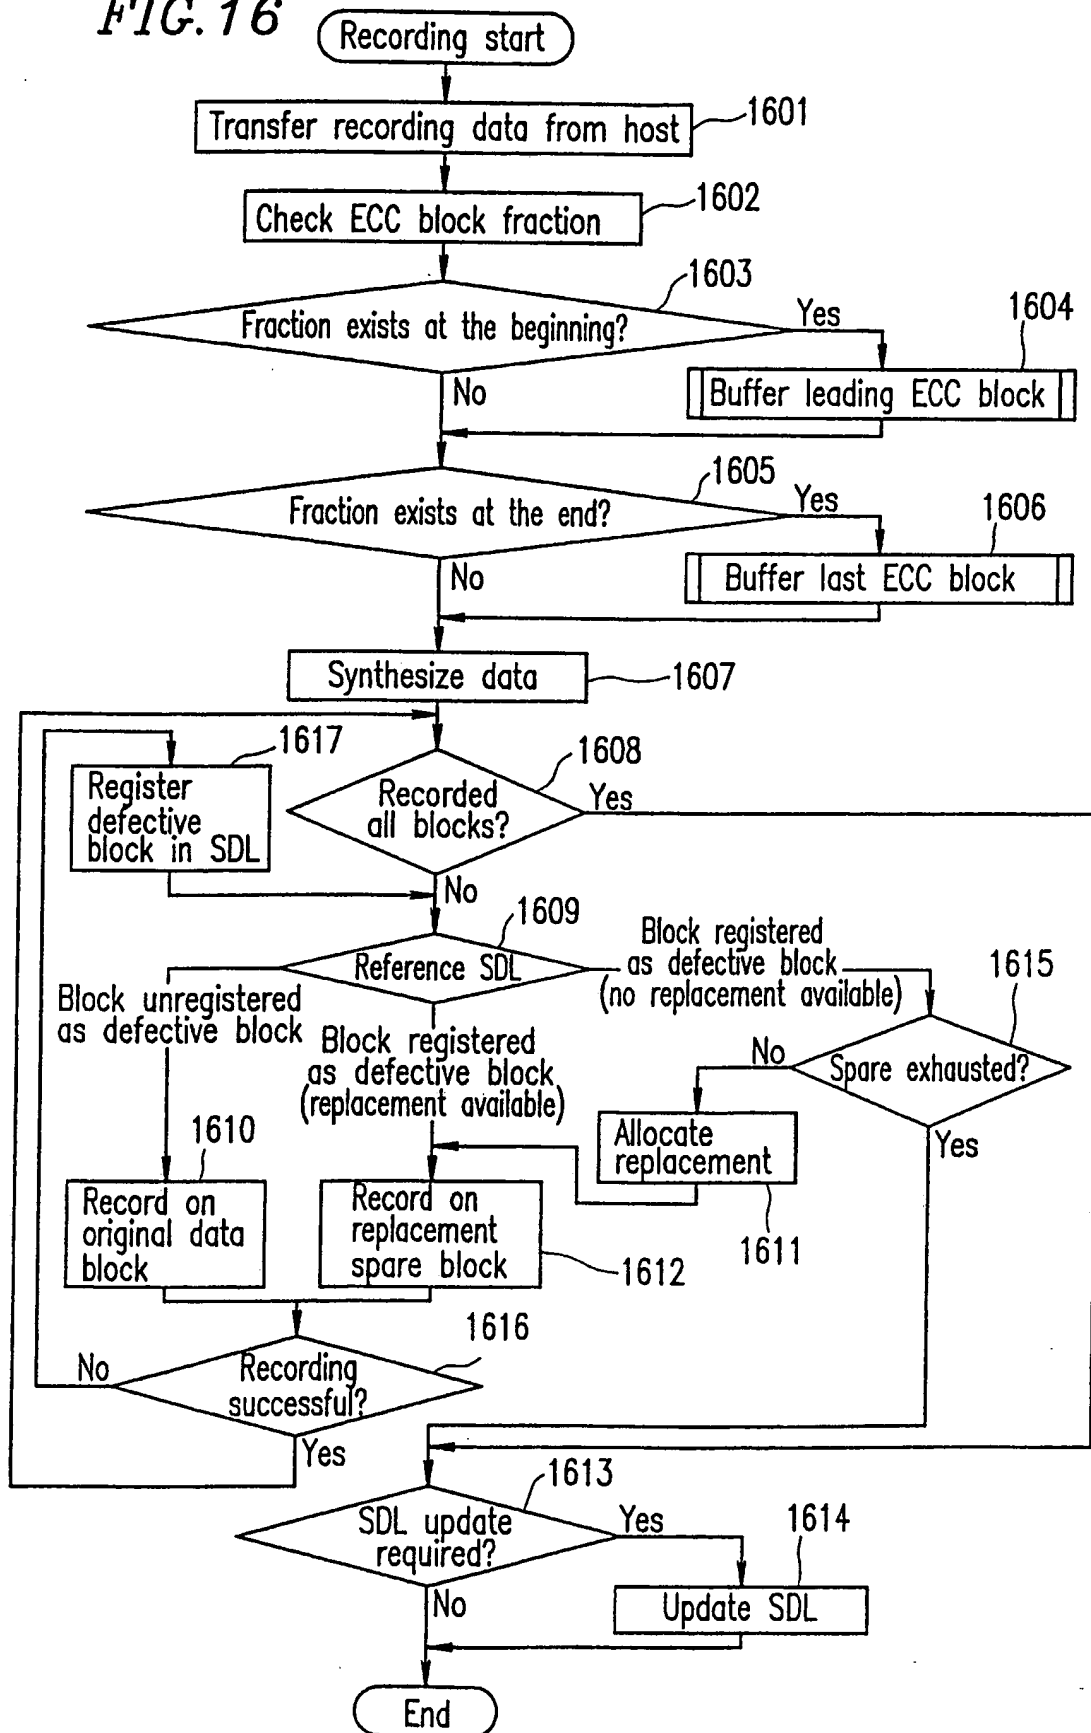 FIG. 16
Recording start
Transfer recording data from host
1601
Check ECC block fraction
1602
Fraction exists at the beginning?
1603
Yes
No
1604
Buffer leading ECC block
Fraction exists at the end?
1605
Yes
No
1606
Buffer last ECC block
Synthesize data
1607
1617
Register
defective
block in SDL
1608
Recorded
all blocks?
Yes
No
1609
Reference SDL
Block unregistered
as defective block
Block registered
as defective block
(replacement available)
Block registered
as defective block
(no replacement available)
1615
Spare exhausted?
No
Yes
Allocate
replacement
1611
1610
Record on
original data
block
Record on
replacement
spare block
1612
1616
Recording
successful?
No
Yes
1613
SDL update
required?
Yes
No
1614
Update SDL
End